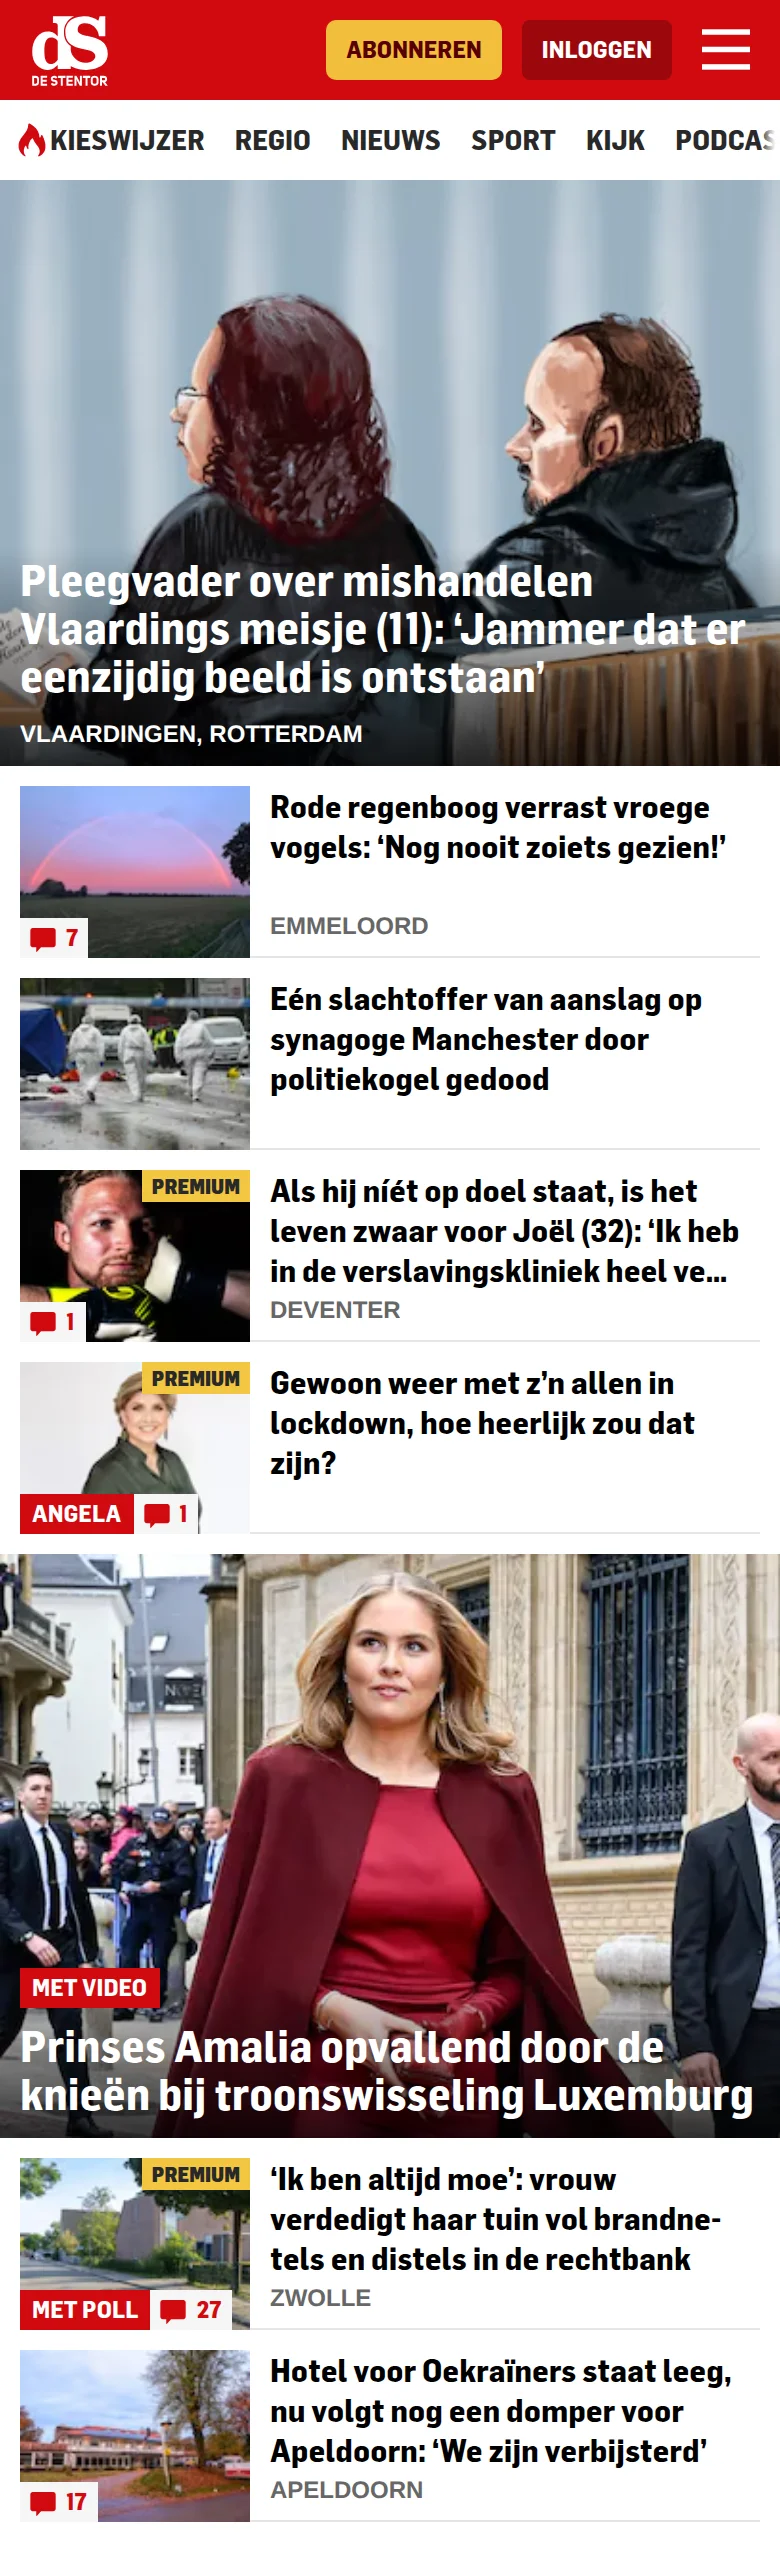 dS
DE STENTOR
ABONNEREN
INLOGGEN
KIESWIJZER REGIO NIEUWS SPORT KIJK PODCAS
Pleegvader over mishandelen
Vlaardings meisje (11): ‘Jammer dat er
eenzijdig beeld is ontstaan’
VLAARDINGEN, ROTTERDAM
Rode regenboog verrast vroege
vogels: ‘Nog nooit zoiets gezien!’
7
EMMELOORD
Eén slachtoffer van aanslag op
synagoge Manchester door
politiekogel gedood
PREMIUM
Als hij níét op doel staat, is het
leven zwaar voor Joël (32): ‘Ik heb
in de verslavingskliniek heel ve...
1
DEVENTER
PREMIUM
Gewoon weer met z’n allen in
lockdown, hoe heerlijk zou dat
zijn?
ANGELA 1
MET VIDEO
Prinses Amalia opvallend door de
knieën bij troonswisseling Luxemburg
PREMIUM
‘Ik ben altijd moe’: vrouw
verdedigt haar tuin vol brandne-
tels en distels in de rechtbank
MET POLL 27
ZWOLLE
Hotel voor Oekraïners staat leeg,
nu volgt nog een domper voor
Apeldoorn: ‘We zijn verbijsterd’
17
APELDOORN